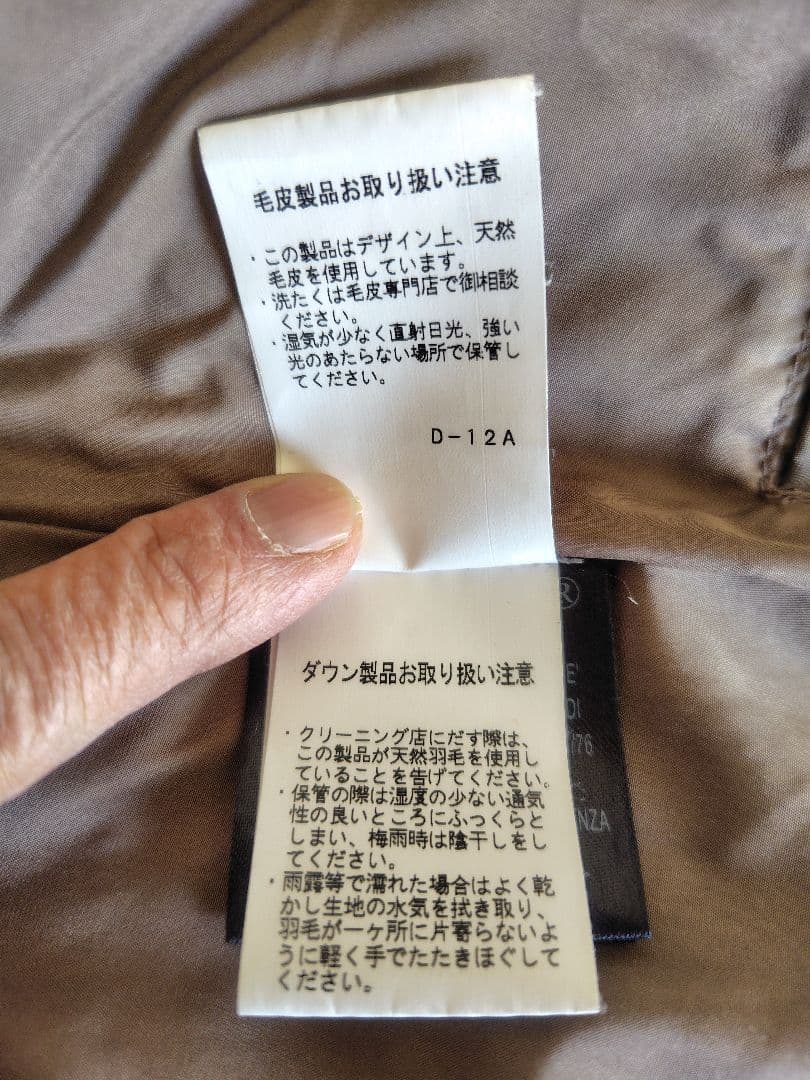 毛皮製品お取り扱い注意
・この製品はデザイン上、天然
毛皮を使用しています。
・洗たくは毛皮専門店で御相談
ください。
・湿気が少なく直射日光、強い
光のあたらない場所で保管し
てください。
D-12A
®
E'
DI
776
NZA
ダウン製品お取り扱い注意
・クリーニング店にだす際は、
この製品が天然羽毛を使用し
ていることを告げてください。
・保管の際は湿度の少ない通気
性の良いところにふっくらと
しまい、梅雨時は陰干しをし
てください。
・雨露等で濡れた場合はよく乾
かし生地の水気を拭き取り、
羽毛が一ヶ所に片寄らないよ
うに軽く手でたたきほぐして
ください。